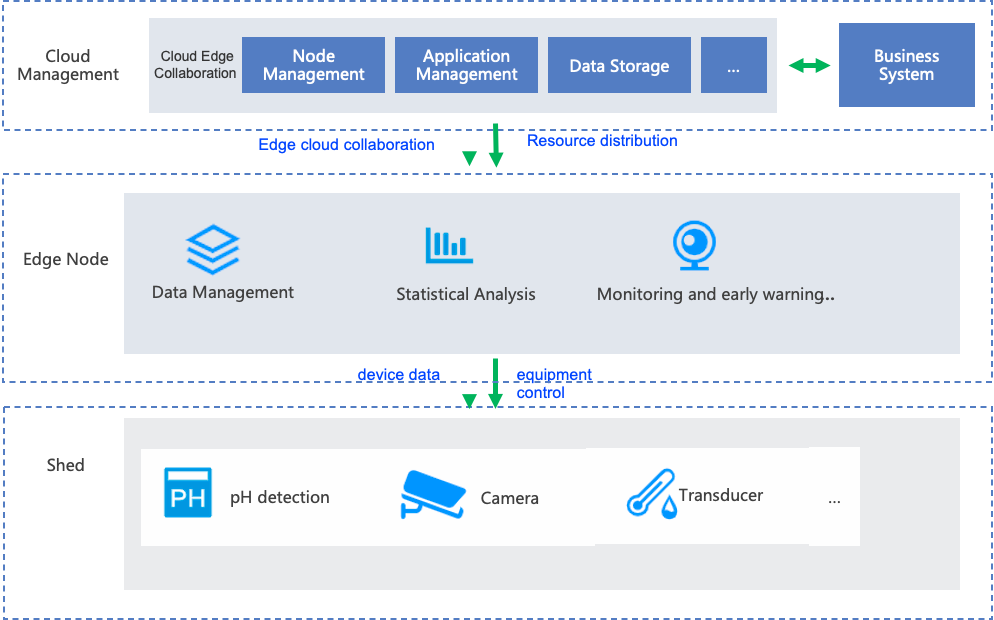 Cloud
Management
Cloud Edge
Collaboration
Node
Management
Application
Management
Data Storage
...
Business
System
Edge cloud collaboration
Resource distribution
Edge Node
Data Management
Statistical Analysis
Monitoring and early warning..
device data
equipment
control
Shed
PH
pH detection
Camera
Transducer
...